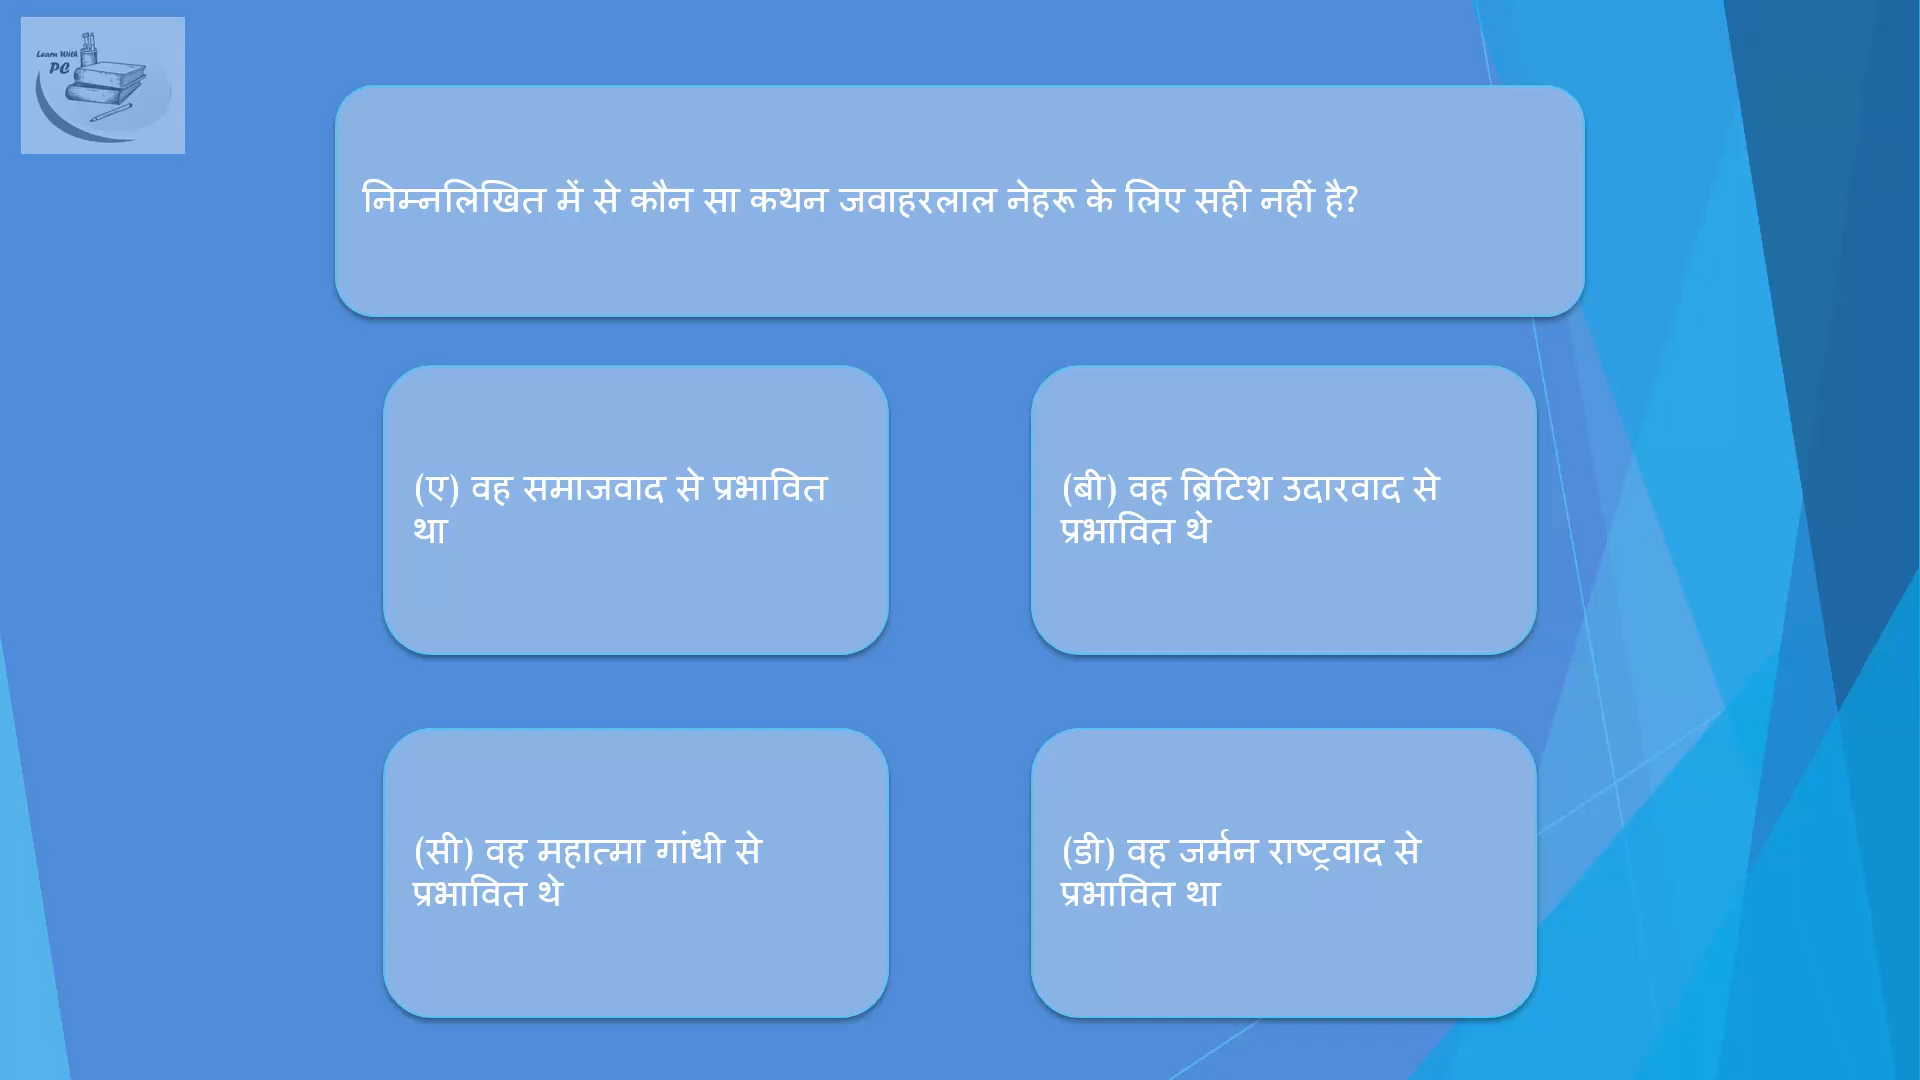 Learn With
PC
निम्नलिखित में से कौन सा कथन जवाहरलाल नेहरू के लिए सही नहीं है?
(ए) वह समाजवाद से प्रभावित
था
(बी) वह ब्रिटिश उदारवाद से
प्रभावित थे
(सी) वह महात्मा गांधी से
प्रभावित थे
(डी) वह जर्मन राष्ट्रवाद से
प्रभावित था